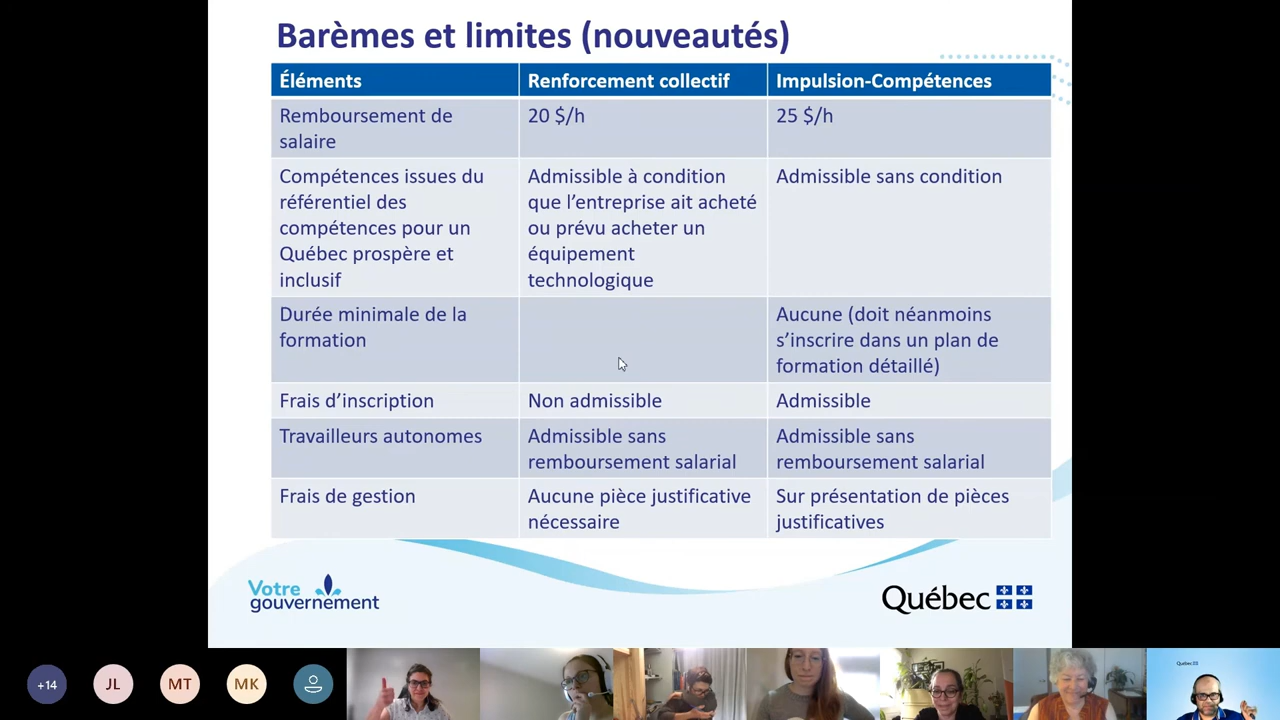 Barèmes et limites (nouveautés)
Éléments
Renforcement collectif
Impulsion-Compétences
Remboursement de
salaire
20 $/h
25 $/h
Compétences issues du
référentiel des
compétences pour un
Québec prospère et
inclusif
Admissible à condition
que l’entreprise ait acheté
ou prévu acheter un
équipement
technologique
Admissible sans condition
Durée minimale de la
formation
Aucune (doit néanmoins
s’inscrire dans un plan de
formation détaillé)
Frais d’inscription
Non admissible
Admissible
Travailleurs autonomes
Admissible sans
remboursement salarial
Admissible sans
remboursement salarial
Frais de gestion
Aucune pièce justificative
nécessaire
Sur présentation de pièces
justificatives
Votre
gouvernement
Québec
+14
JL
MT
MK
Québec